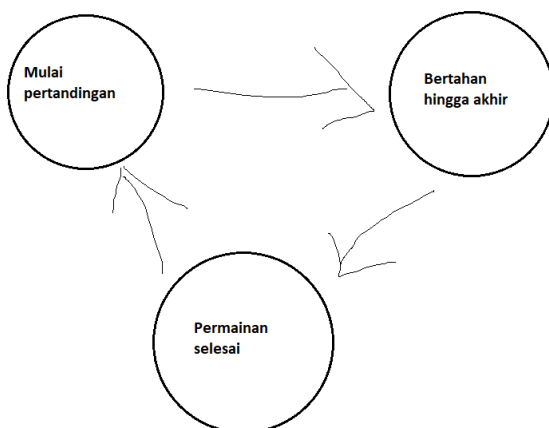 Mulai
pertandingan
Bertahan
hingga akhir
Permainan
selesai